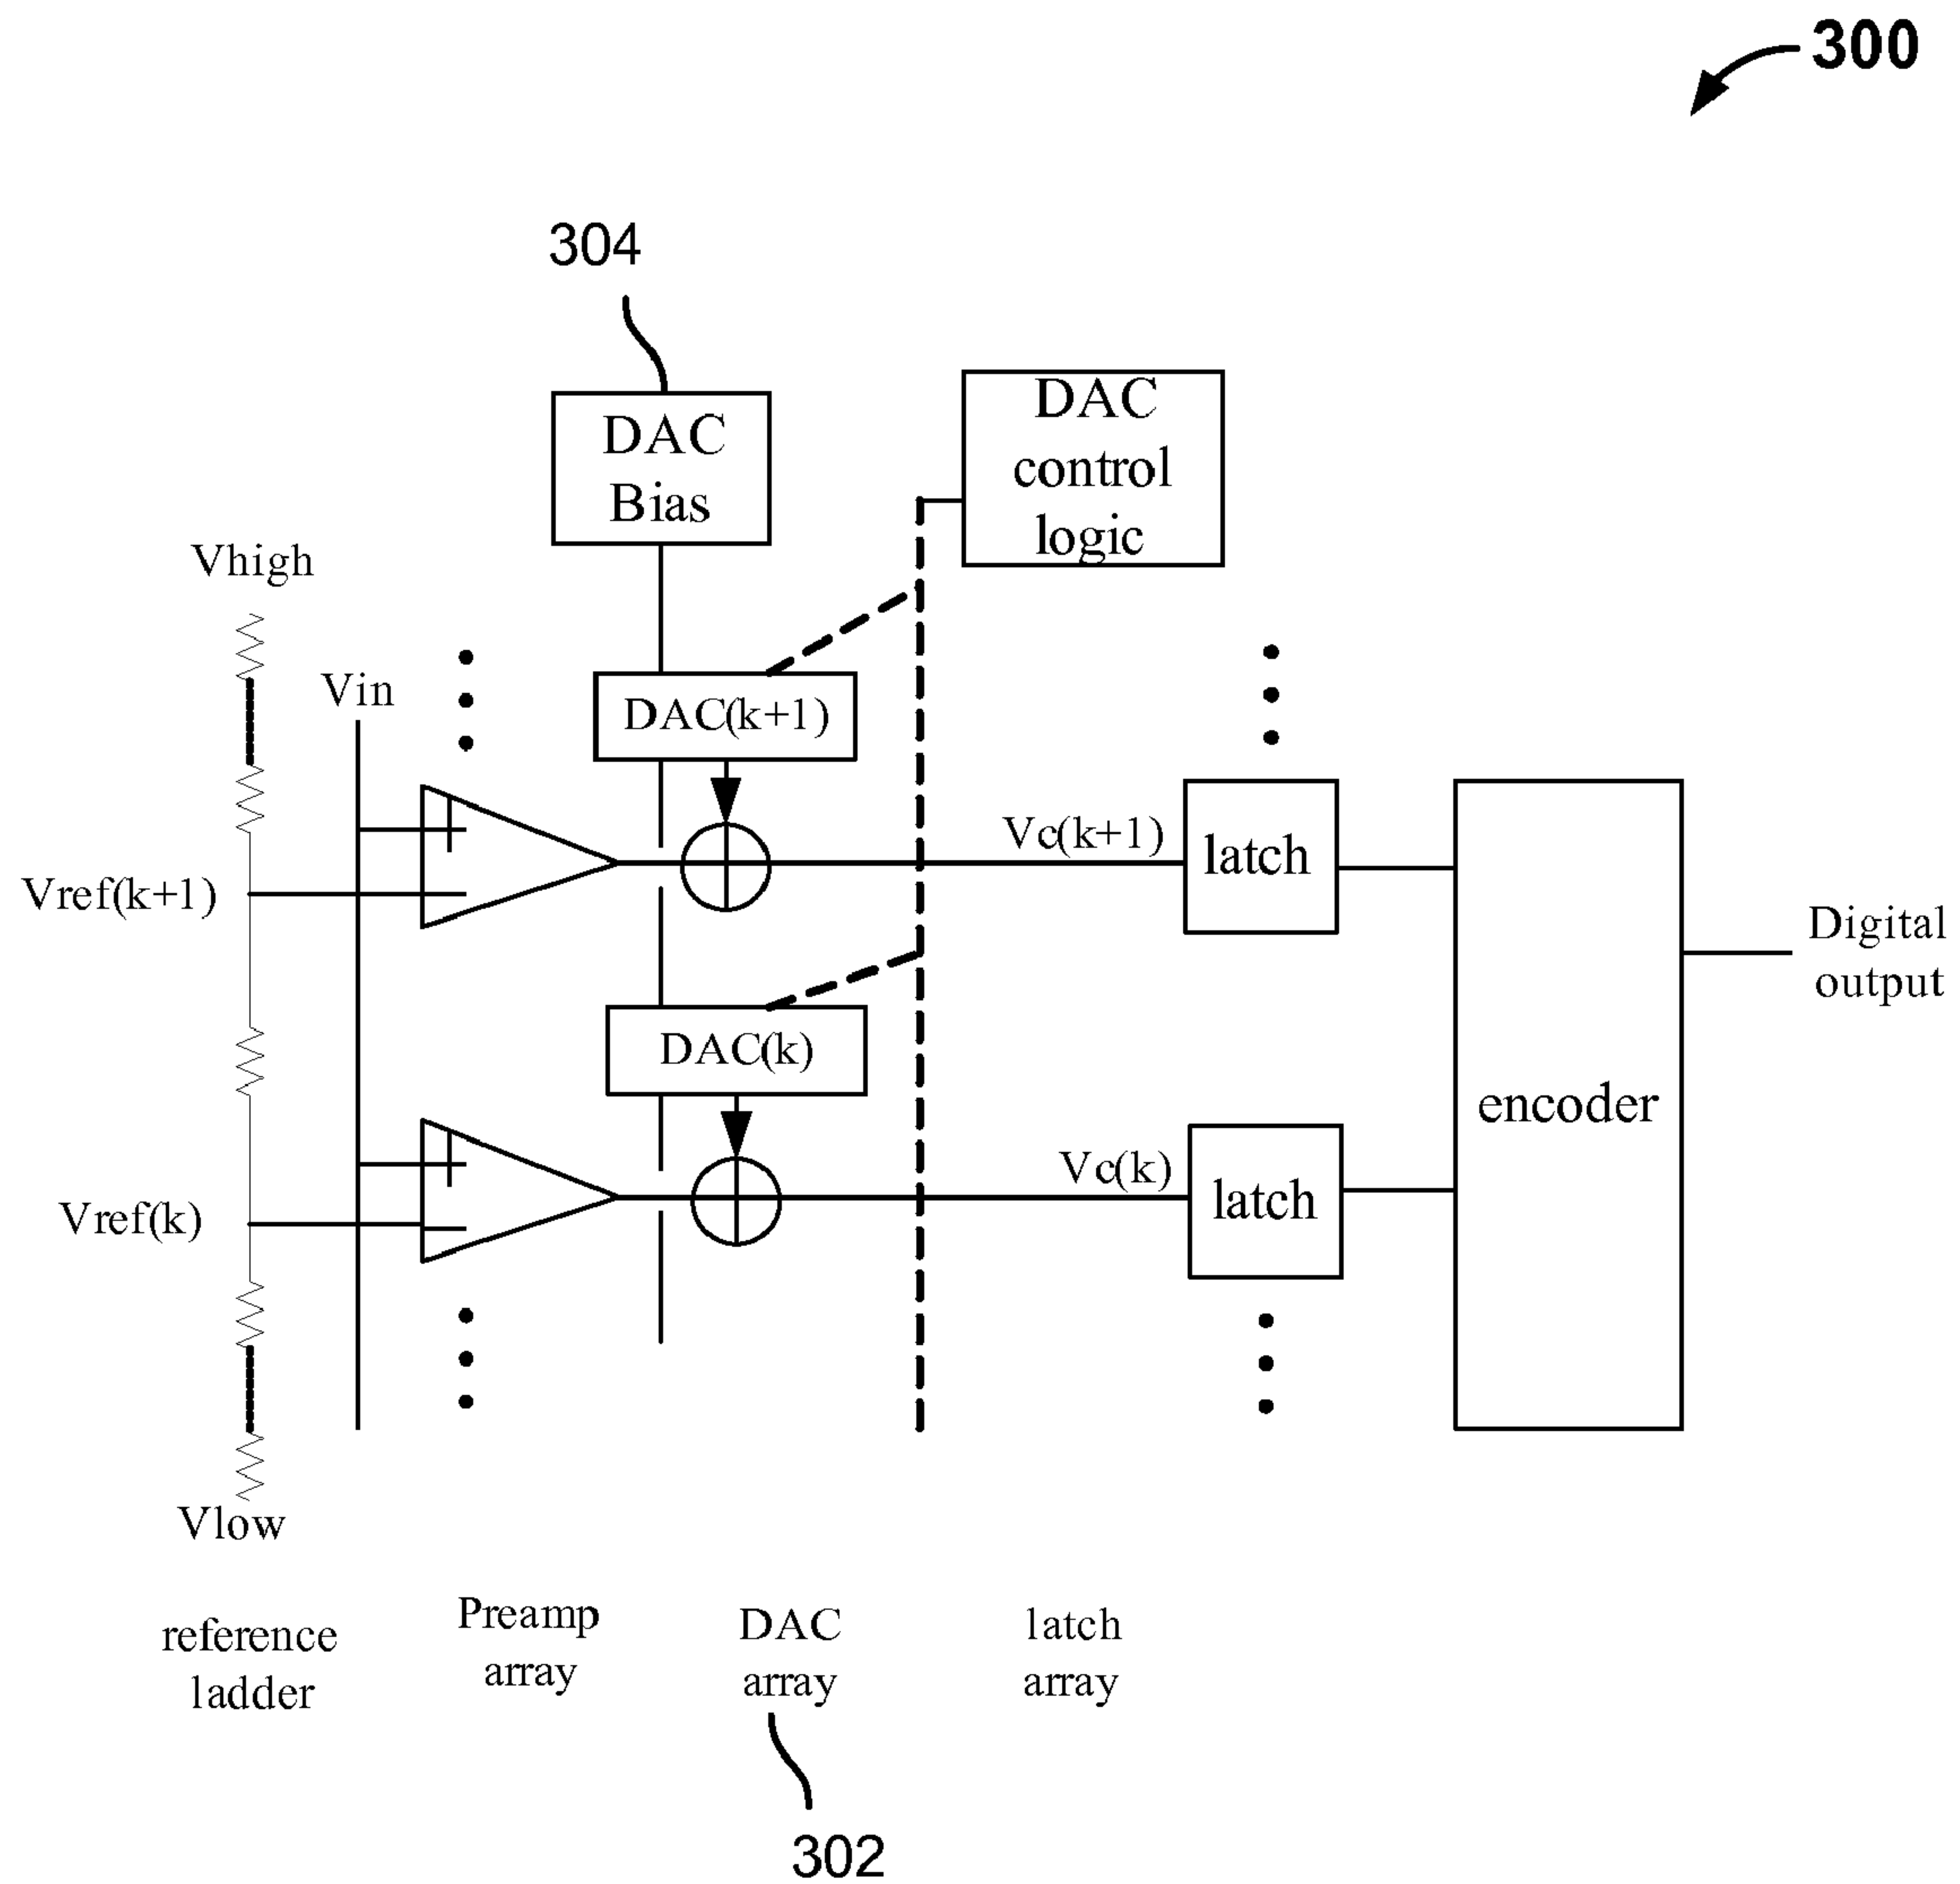 300
304
DAC
Bias
DAC
control
logic
Vhigh
Vin
DAC(k+1)
Vc(k+1)
latch
Vref(k+1)
Digital
output
DAC(k)
encoder
Vc(k)
latch
Vref(k)
Vlow
reference
ladder
Preamp
array
DAC
array
latch
array
302